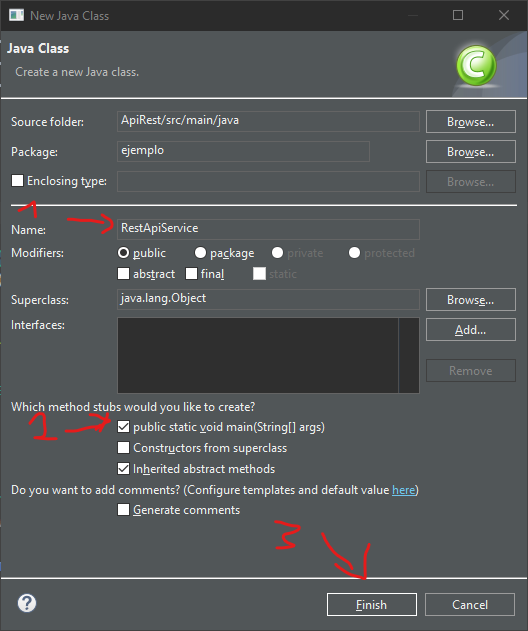 New Java Class
Java Class
Create a new Java class.
C
Source folder: ApiRest/src/main/java Browse...
Package: ejemplo Browse...
Enclosing type: Browse...
1
Name: RestApiService
Modifiers: public package private protected
abstract final static
Superclass: java.lang.Object Browse...
Interfaces: Add...
Remove
Which method stubs would you like to create?
2 public static void main(String[] args)
Constructors from superclass
Inherited abstract methods
Do you want to add comments? (Configure templates and default value here)
Generate comments
3
? Finish Cancel